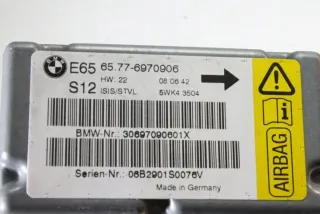 BMW
E65 65.77-6970906
HW: 22 08 06 42
S12 ISIS/STVL 5WK4 3504
BMW-Nr.: 30697090601X
Serien-Nr.: 06B2901S0076V
Made in Germany
AIRBAG